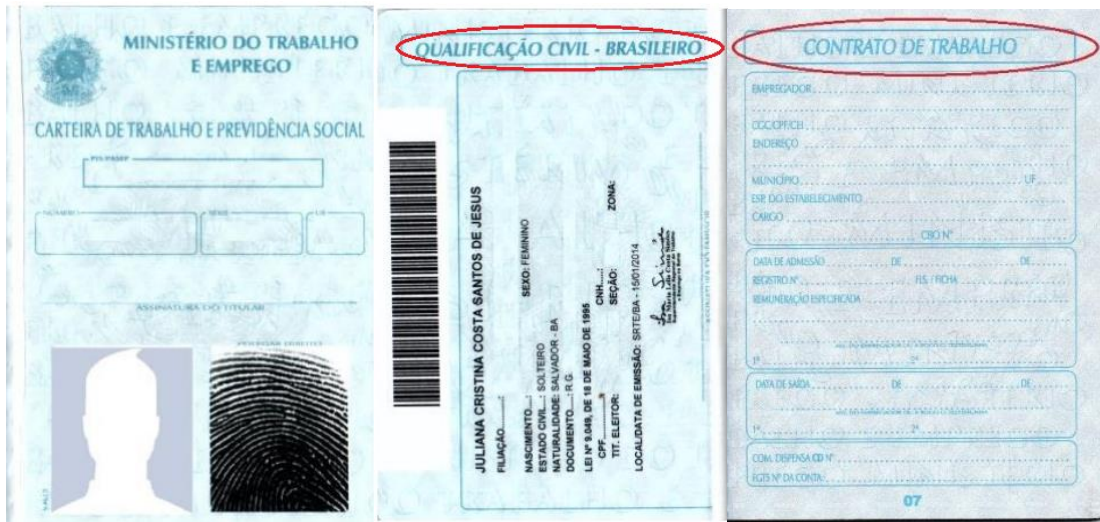 MINISTÉRIO DO TRABALHO
E EMPREGO
CARTEIRA DE TRABALHO E PREVIDÊNCIA SOCIAL
PIS/PASEP
NÚMERO SÉRIE UF
ASSINATURA DO TITULAR
POLEGAR DIREITO
QUALIFICAÇÃO CIVIL - BRASILEIRO
JULIANA CRISTINA COSTA SANTOS DE JESUS
FILIAÇÃO........:
NASCIMENTO....: SEXO: FEMININO
ESTADO CIVIL...: SOLTEIRO
NATURALIDADE: SALVADOR - BA
DOCUMENTO.....: R.G.
LEI Nº 9.049, DE 18 DE MAIO DE 1995
CPF..........: CNH.....:
TIT. ELEITOR: SEÇÃO: ZONA:
LOCAL/DATA DE EMISSÃO: SRTE/BA - 15/01/2014
CONTRATO DE TRABALHO
EMPREGADOR
CGC/CPF/CEI
ENDEREÇO
MUNICÍPIO UF
ESP. DO ESTABELECIMENTO
CARGO
CBO Nº
DATA DE ADMISSÃO DE DE
REGISTRO Nº FLS. / FICHA
REMUNERAÇÃO ESPECIFICADA
1º 2º
DATA DE SAÍDA DE DE
1º 2º
COM. DISPENSA CD Nº
FGTS Nº DA CONTA
07